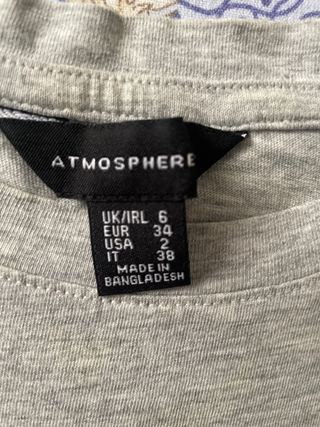 ATMOSPHERE
UK/IRL 6
EUR 34
USA 2
IT 38
MADE IN
BANGLADESH